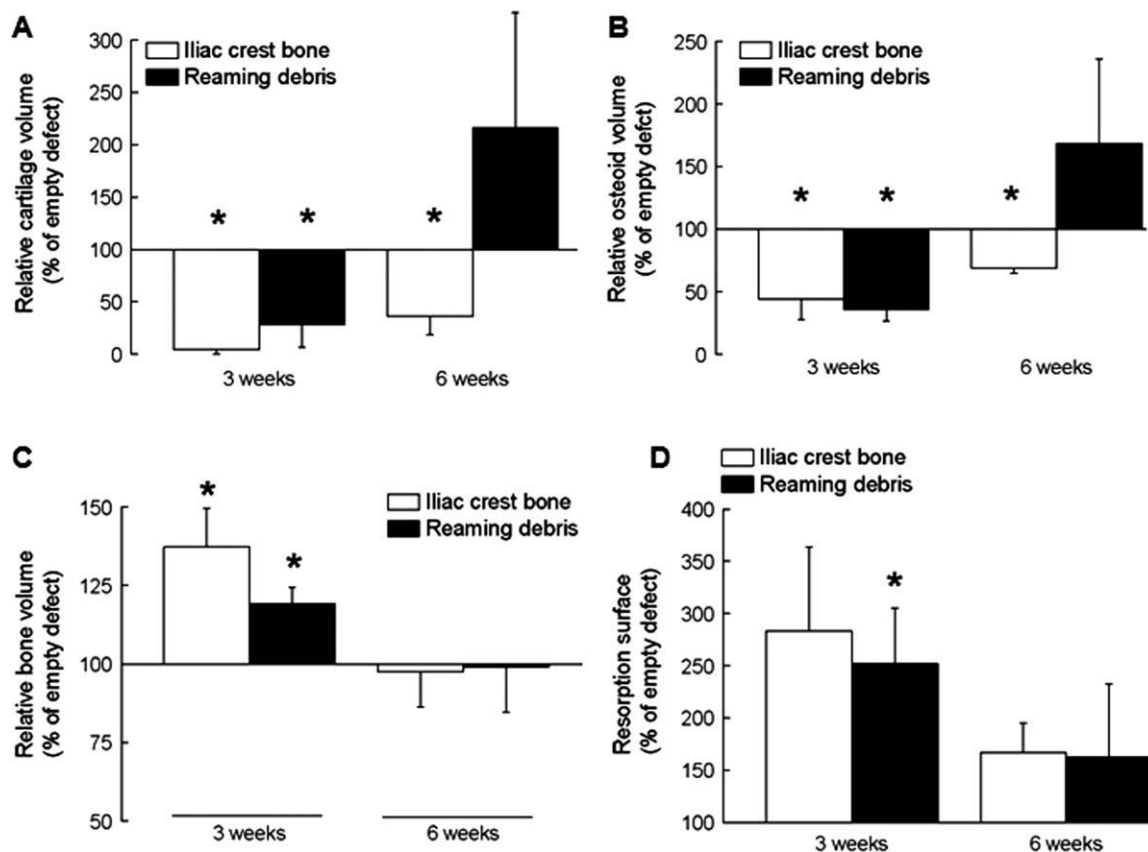 A
Relative cartilage volume
(% of empty defect)
300
250
200
150
100
50
0
Iliac crest bone
Reaming debris
*
*
*
3 weeks
6 weeks
B
Relative osteoid volume
(% of empty defct)
250
200
150
100
50
0
Iliac crest bone
Reaming debris
*
*
*
3 weeks
6 weeks
C
Relative bone volume
(% of empty defect)
150
125
100
75
50
Iliac crest bone
Reaming debris
*
*
3 weeks
6 weeks
D
Resorption surface
(% of empty defect)
Iliac crest bone
Reaming debris
400
350
300
250
200
150
100
*
3 weeks
6 weeks